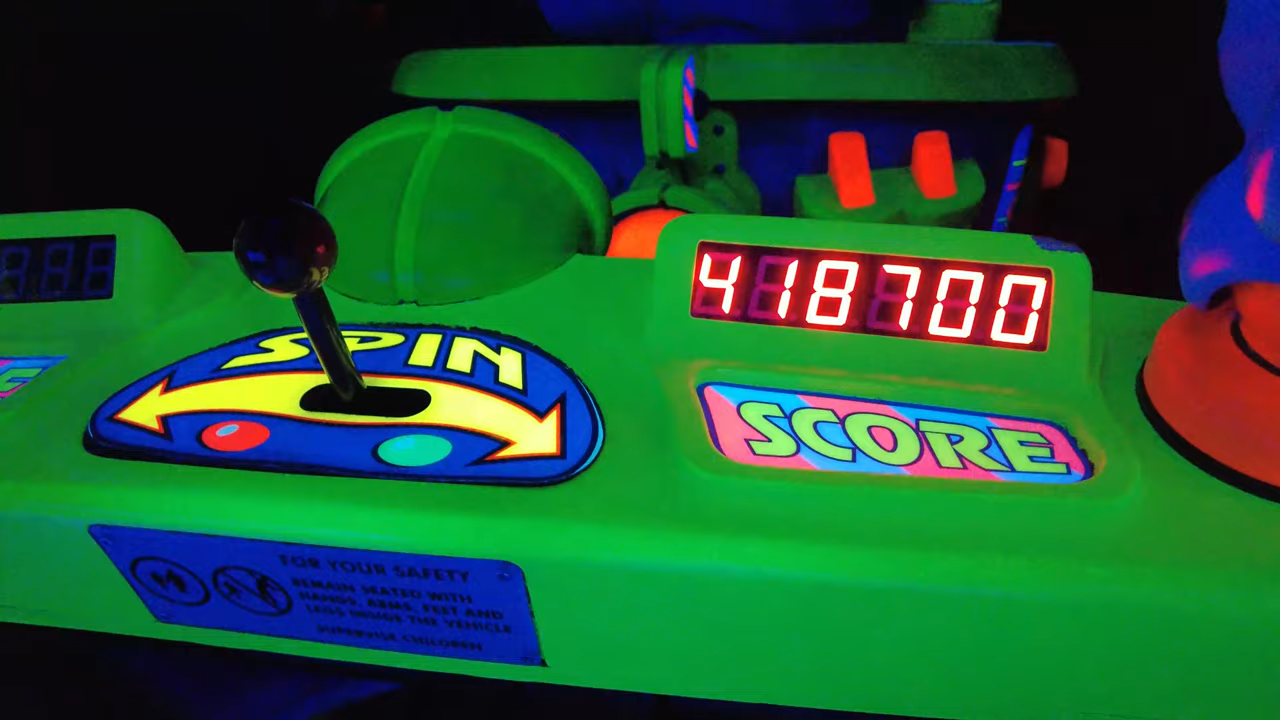 SPIN
418700
SCORE
FOR YOUR SAFETY
REMAIN SEATED WITH
HANDS, ARMS, FEET AND
LEGS INSIDE THE VEHICLE
SUPERVISE CHILDREN